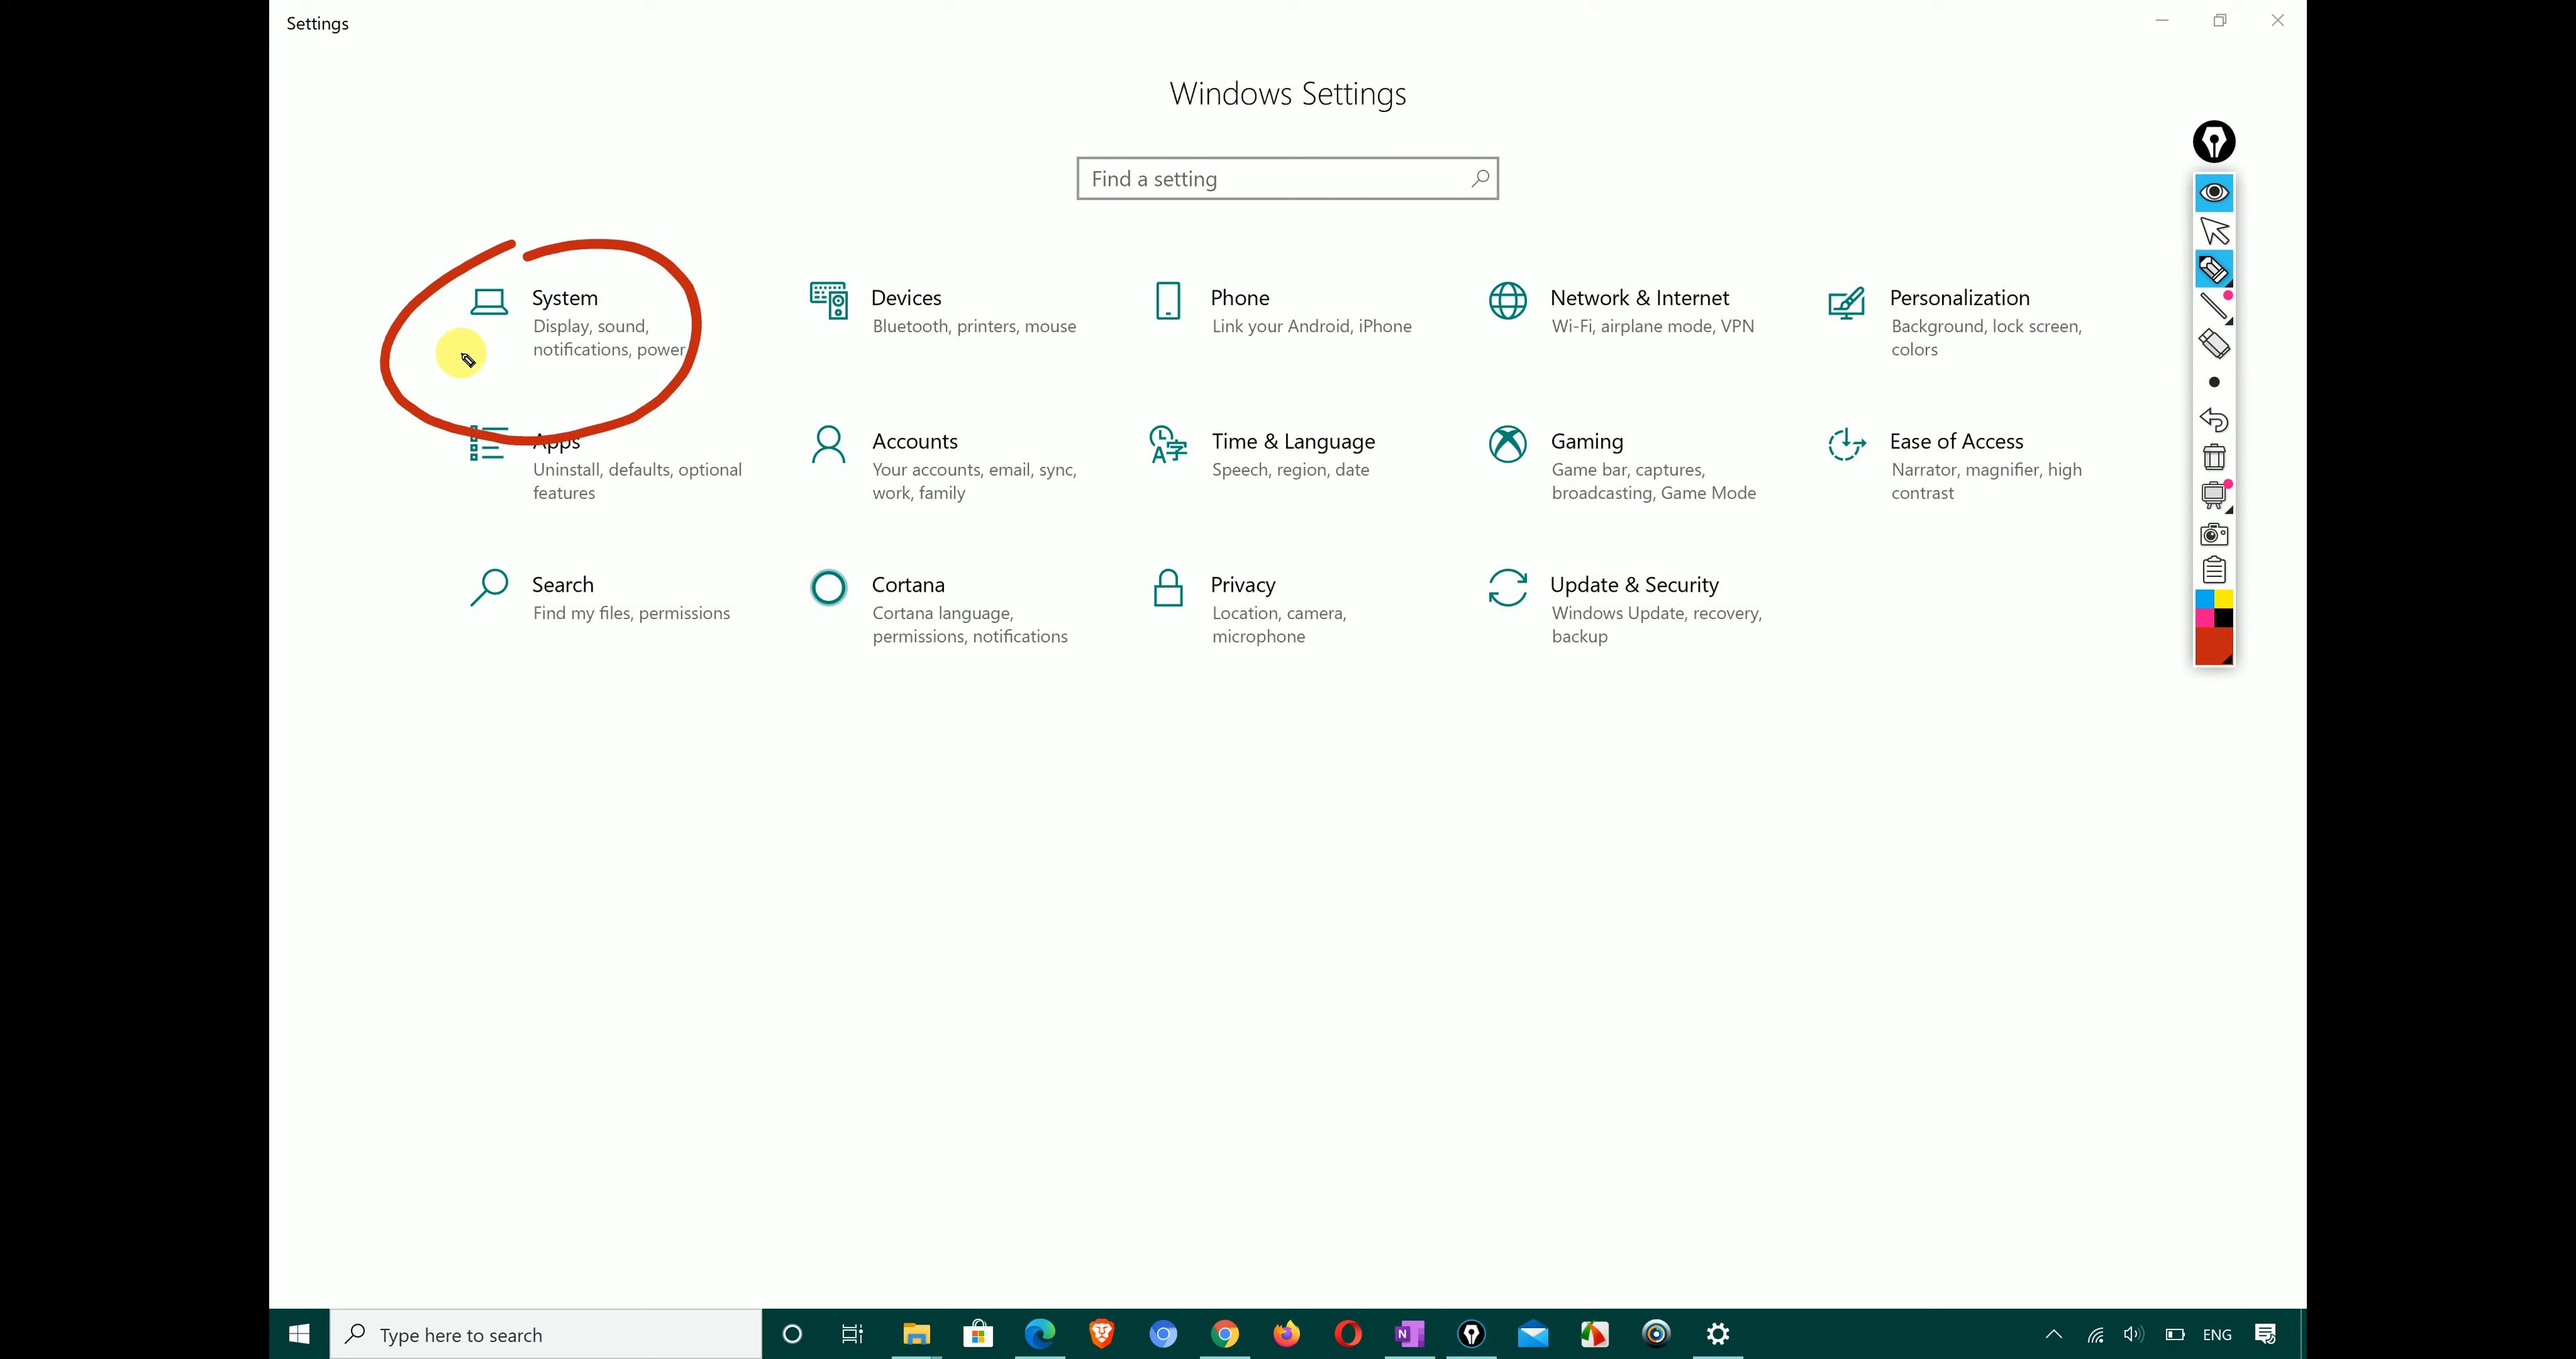 Settings
Windows Settings
Find a setting
System
Display, sound,
notifications, power
Devices
Bluetooth, printers, mouse
Phone
Link your Android, iPhone
Network & Internet
Wi-Fi, airplane mode, VPN
Personalization
Background, lock screen,
colors
Apps
Uninstall, defaults, optional
features
Accounts
Your accounts, email, sync,
work, family
Time & Language
Speech, region, date
Gaming
Game bar, captures,
broadcasting, Game Mode
Ease of Access
Narrator, magnifier, high
contrast
Search
Find my files, permissions
Cortana
Cortana language,
permissions, notifications
Privacy
Location, camera,
microphone
Update & Security
Windows Update, recovery,
backup
Type here to search
ENG